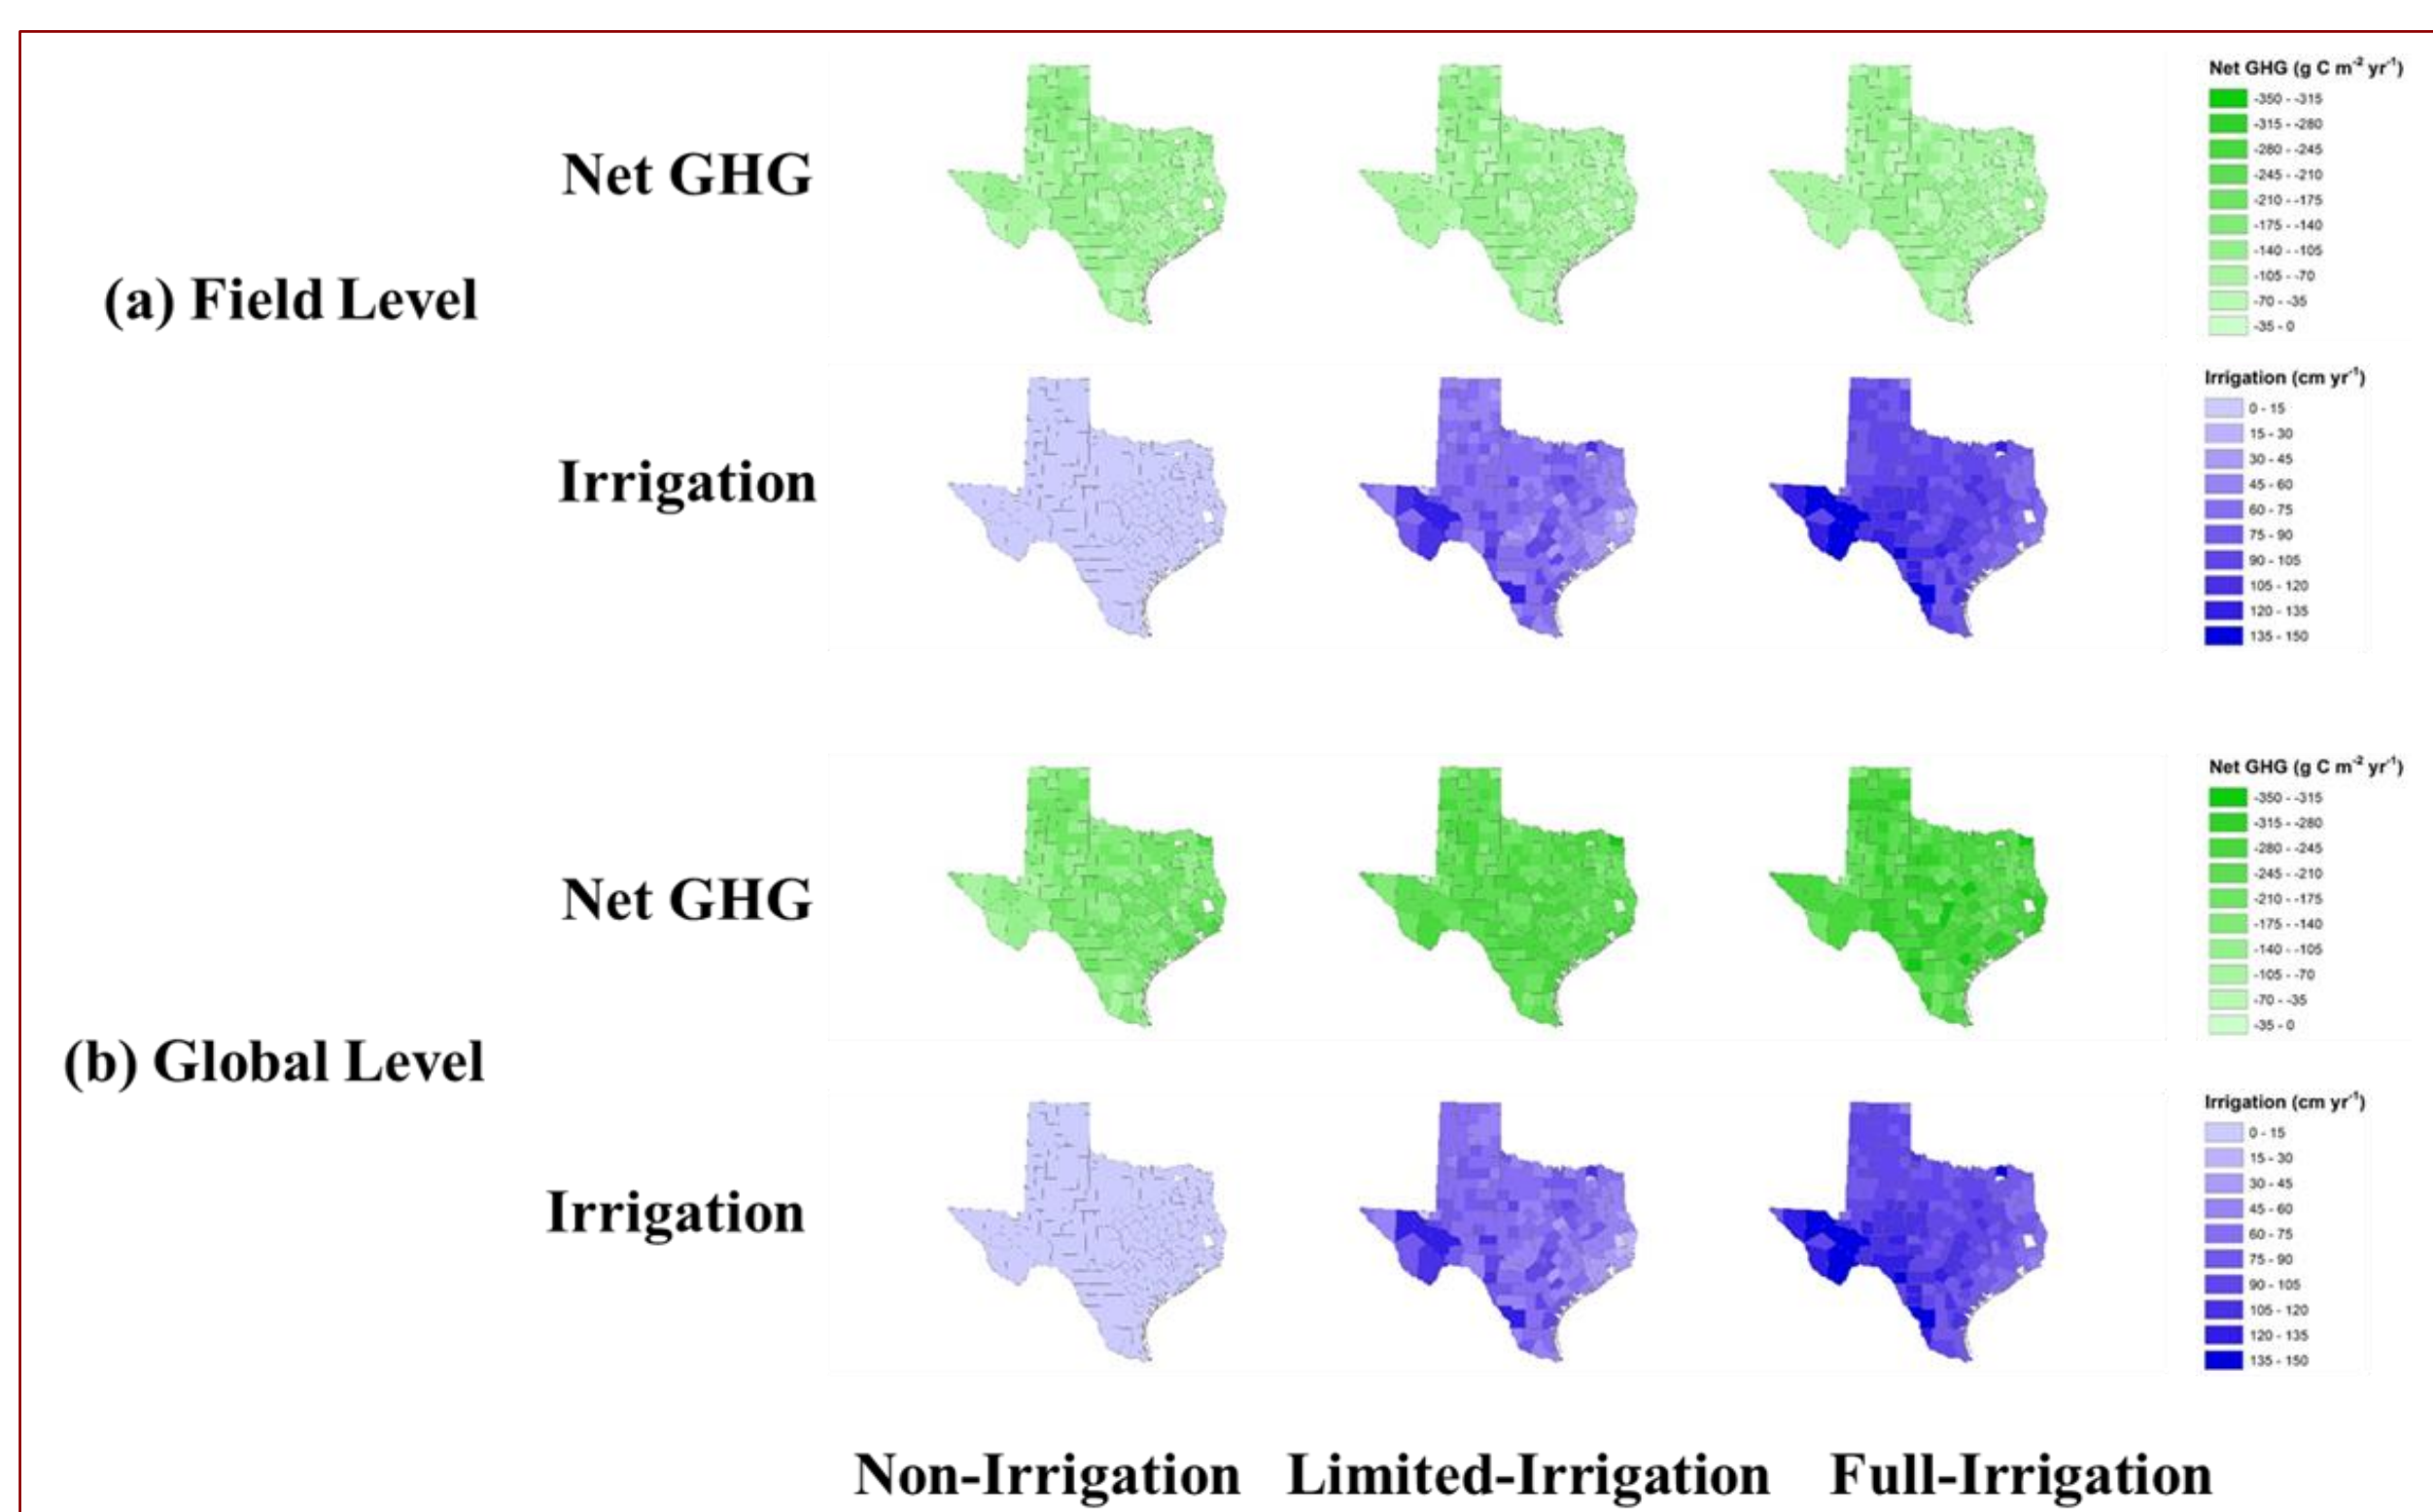 Net GHG (g C m⁻² yr⁻¹)
-350 - -315
-315 - -280
-280 - -245
-245 - -210
-210 - -175
-175 - -140
-140 - -105
-105 - -70
-70 - -35
-35 - 0
Net GHG
(a) Field Level
Irrigation (cm yr⁻¹)
0 - 15
15 - 30
30 - 45
45 - 60
60 - 75
75 - 90
90 - 105
105 - 120
120 - 135
135 - 150
Irrigation
Net GHG (g C m⁻² yr⁻¹)
-350 - -315
-315 - -280
-280 - -245
-245 - -210
-210 - -175
-175 - -140
-140 - -105
-105 - -70
-70 - -35
-35 - 0
Net GHG
(b) Global Level
Irrigation (cm yr⁻¹)
0 - 15
15 - 30
30 - 45
45 - 60
60 - 75
75 - 90
90 - 105
105 - 120
120 - 135
135 - 150
Irrigation
Non-Irrigation Limited-Irrigation Full-Irrigation